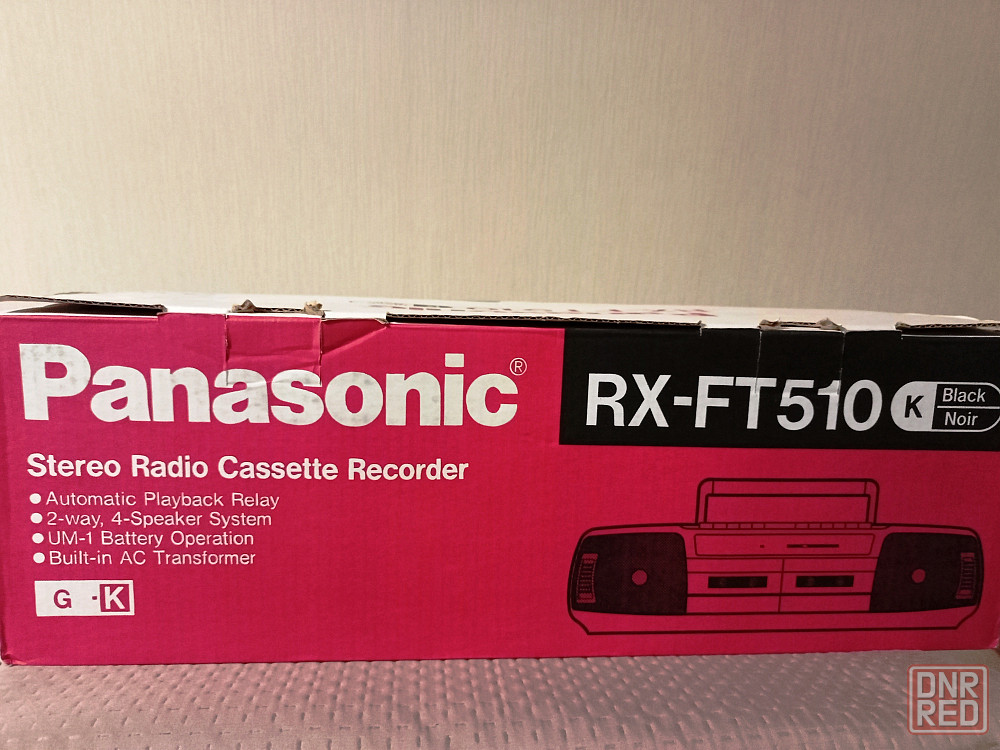 Panasonic®
RX-FT510 K Black
Noir
Stereo Radio Cassette Recorder
● Automatic Playback Relay
● 2-way, 4-Speaker System
● UM-1 Battery Operation
● Built-in AC Transformer
G -K
DNR
RED